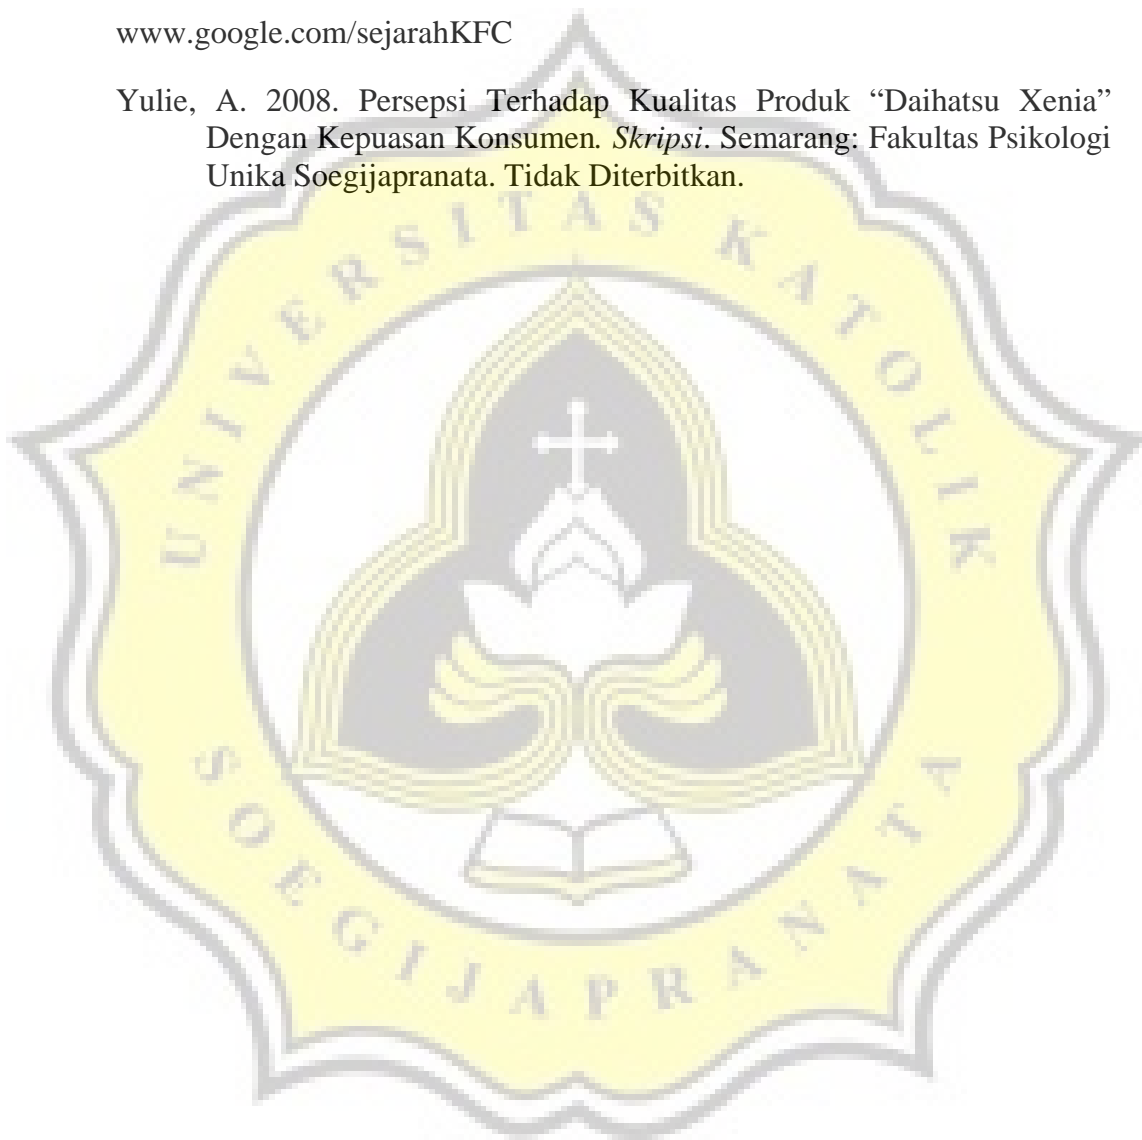 www.google.com/sejarahKFC
Yulie, A. 2008. Persepsi Terhadap Kualitas Produk “Daihatsu Xenia”
Dengan Kepuasan Konsumen. Skripsi. Semarang: Fakultas Psikologi
Unika Soegijapranata. Tidak Diterbitkan.
UNIVERSITAS KATOLIK
SOEGIJAPRANATA